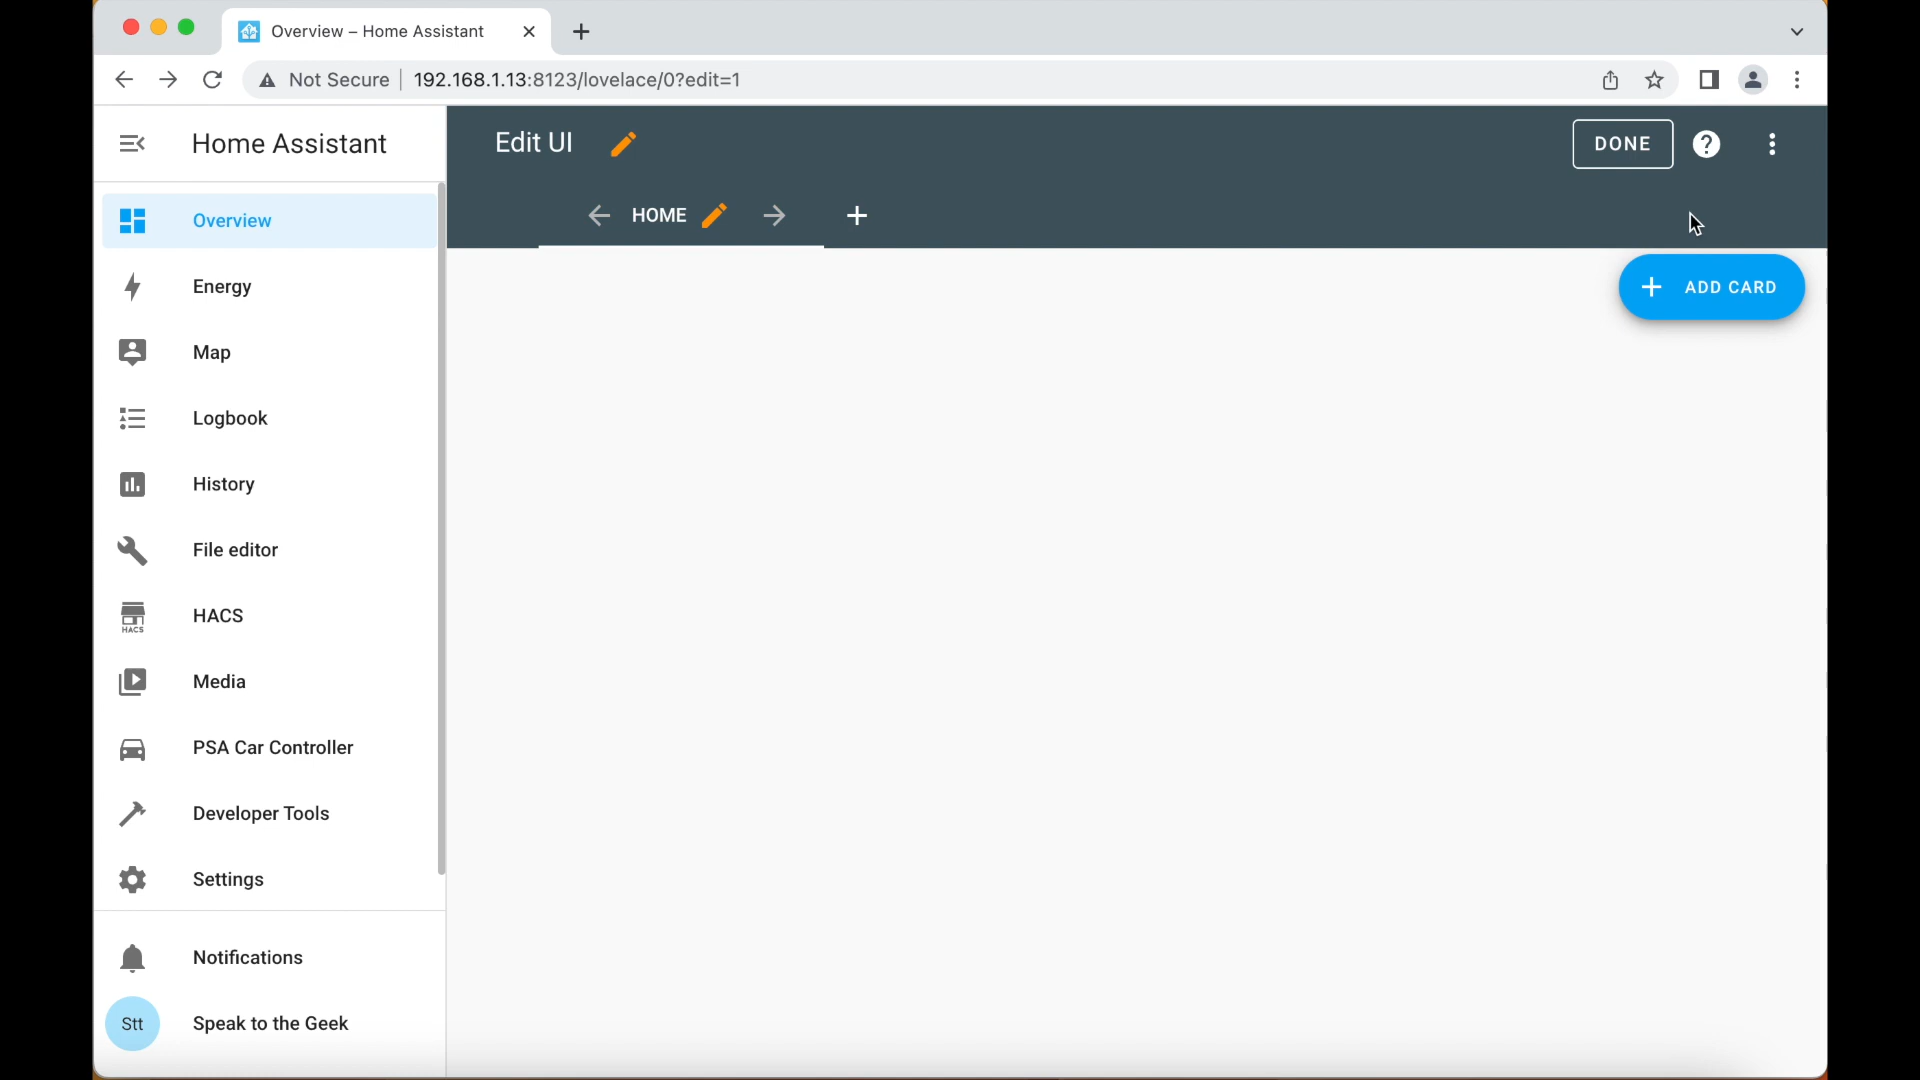 Overview – Home Assistant
Not Secure 192.168.1.13:8123/lovelace/0?edit=1
Home Assistant
Edit UI
DONE
HOME
ADD CARD
Overview
Energy
Map
Logbook
History
File editor
HACS
HACS
Media
PSA Car Controller
Developer Tools
Settings
Notifications
Stt
Speak to the Geek